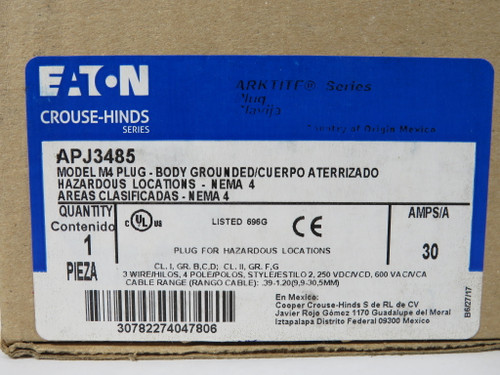 EATON
CROUSE-HINDS
SERIES
ARKTITE® Series
Plug
Clavija
Country of Origin Mexico
APJ3485
MODEL M4 PLUG - BODY GROUNDED/CUERPO ATERRIZADO
HAZARDOUS LOCATIONS - NEMA 4
AREAS CLASIFICADAS - NEMA 4
QUANTITY
Contenido
1
PIEZA
C UL US LISTED 696G CE
AMPS/A
30
PLUG FOR HAZARDOUS LOCATIONS
CL. I, GR. B,C,D; CL. II, GR. F,G
3 WIRE/HILOS, 4 POLE/POLOS, STYLE/ESTILO 2, 250 VDC/VCD, 600 VAC/VCA
CABLE RANGE (RANGO CABLE): .39-1.20(9,9-30,5MM)
30782274047806
En Mexico:
Cooper Crouse-Hinds S de RL de CV
Javier Rojo Gómez 1170 Guadalupe del Moral
Iztapalapa Distrito Federal 09300 Mexico
B6/27/17